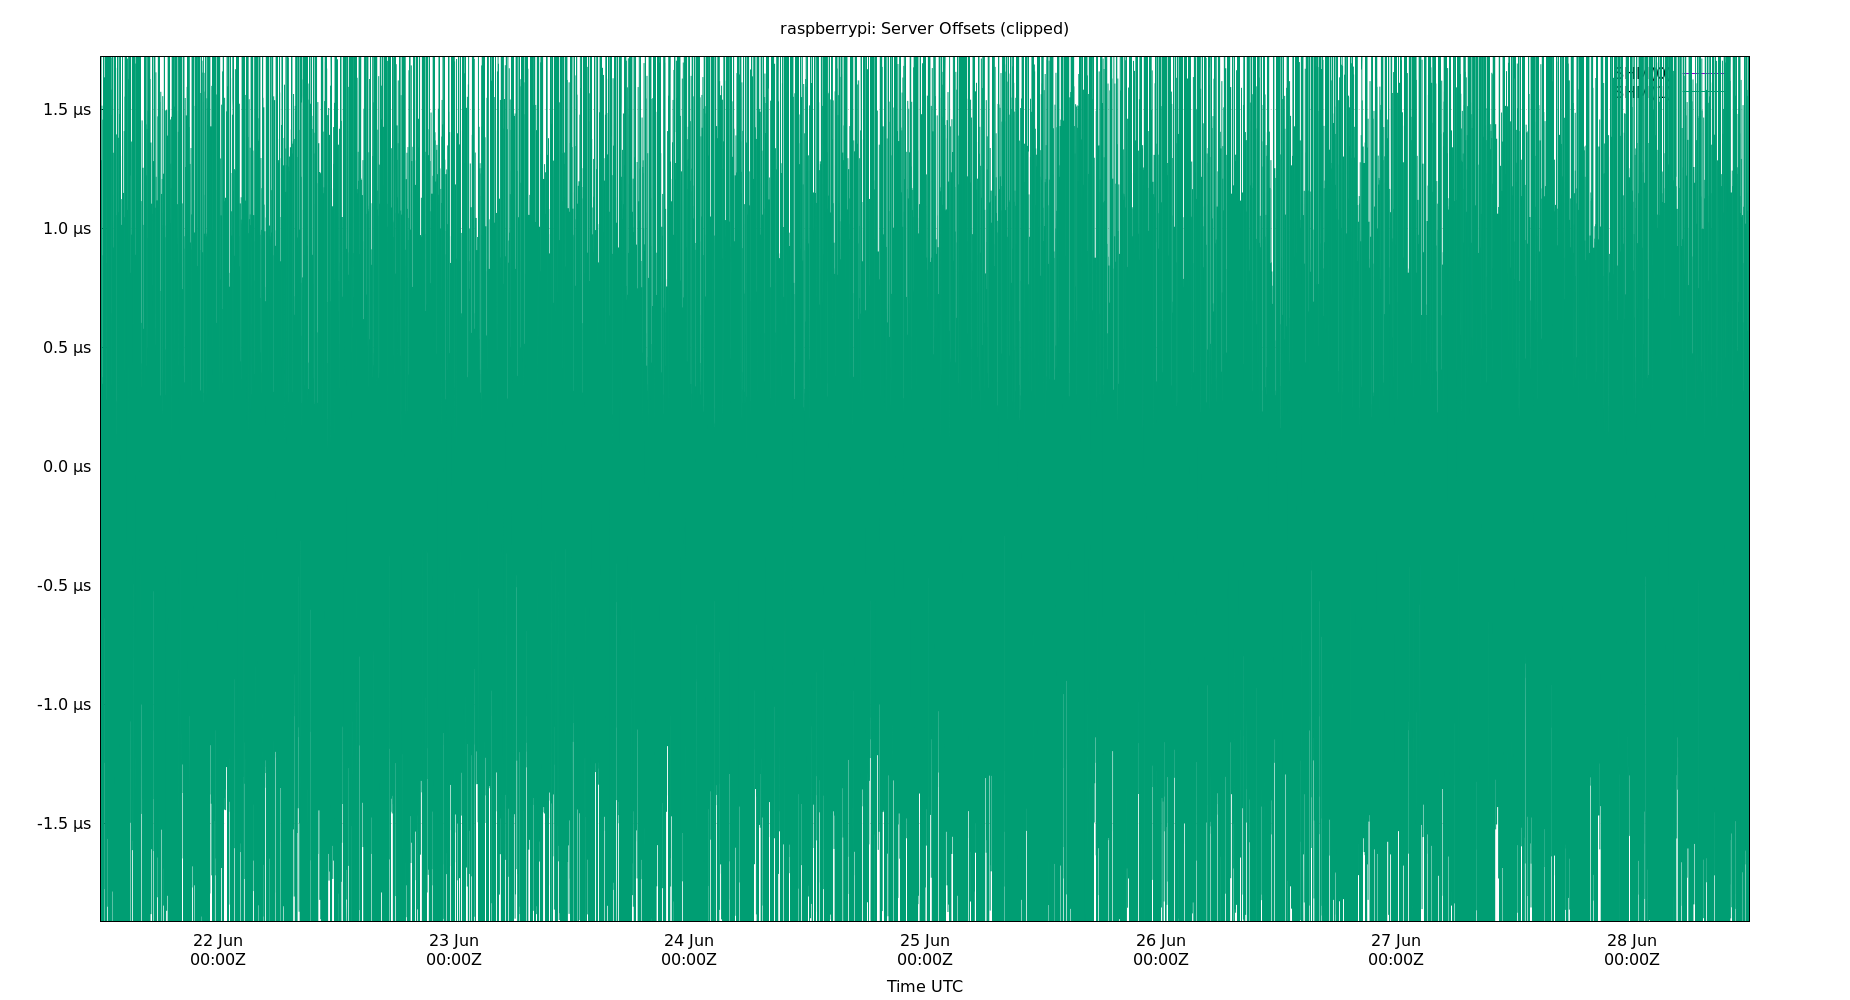 raspberrypi: Server Offsets (clipped)
1.5 µs
1.0 µs
0.5 µs
0.0 µs
-0.5 µs
-1.0 µs
-1.5 µs
22 Jun
00:00Z
23 Jun
00:00Z
24 Jun
00:00Z
25 Jun
00:00Z
26 Jun
00:00Z
27 Jun
00:00Z
28 Jun
00:00Z
Time UTC